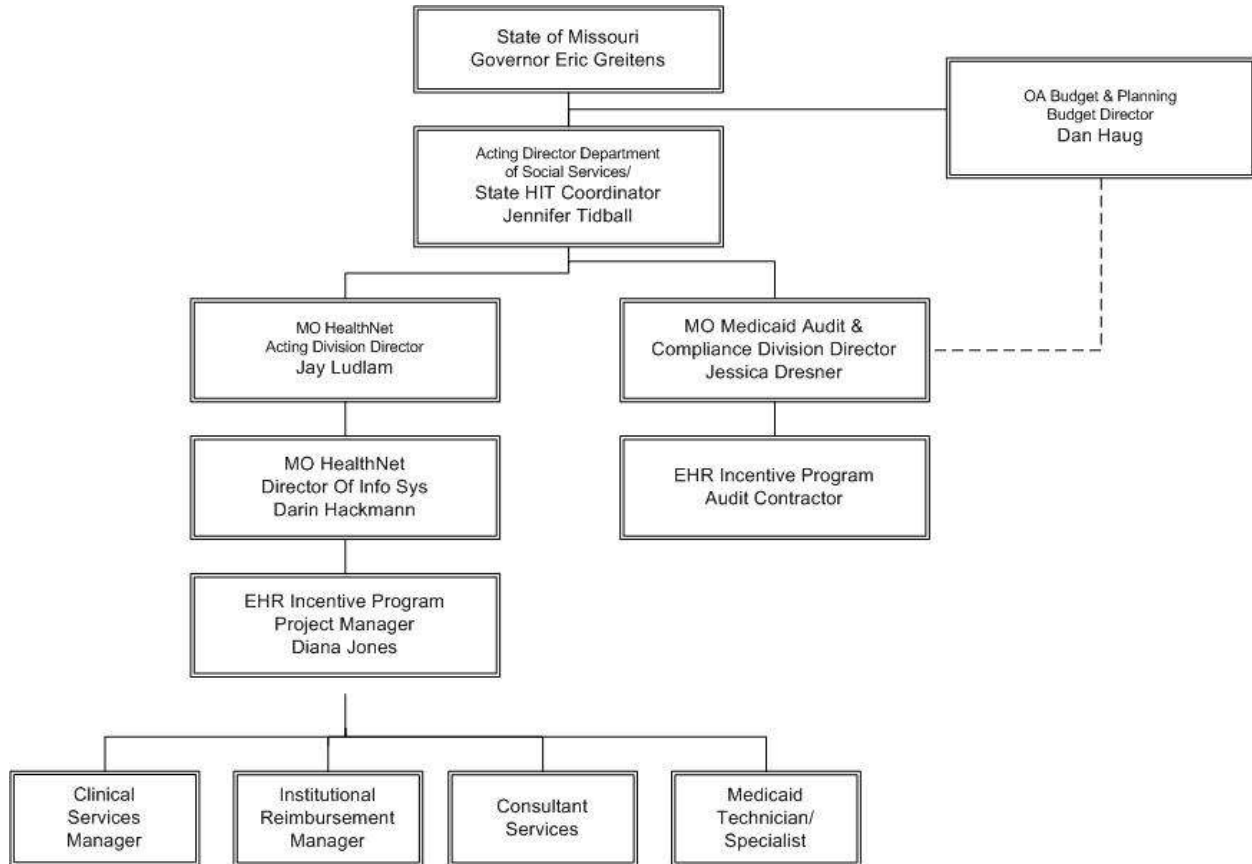 State of Missouri
Governor Eric Greitens
OA Budget & Planning
Budget Director
Dan Haug
Acting Director Department
of Social Services/
State HIT Coordinator
Jennifer Tidball
MO HealthNet
Acting Division Director
Jay Ludlam
MO Medicaid Audit &
Compliance Division Director
Jessica Dresner
MO HealthNet
Director Of Info Sys
Darin Hackmann
EHR Incentive Program
Audit Contractor
EHR Incentive Program
Project Manager
Diana Jones
Clinical
Services
Manager
Institutional
Reimbursement
Manager
Consultant
Services
Medicaid
Technician/
Specialist